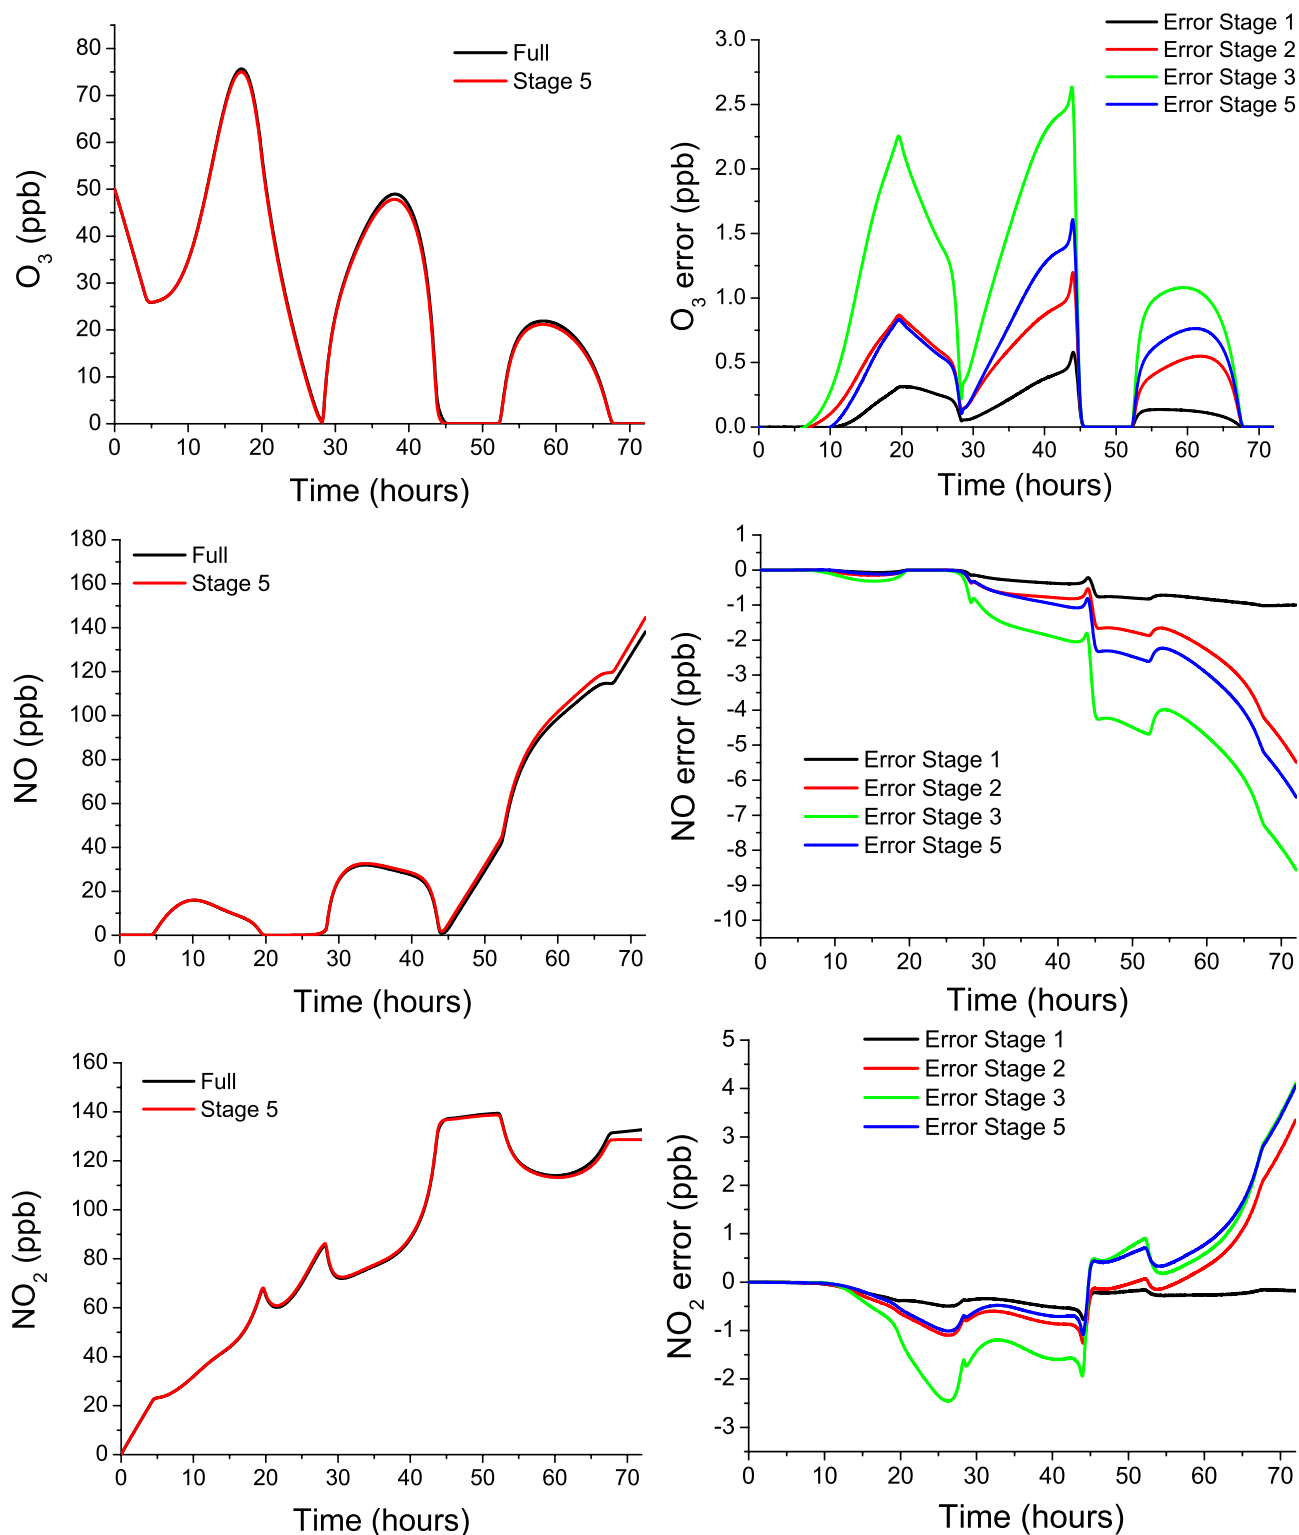 Full
Stage 5
80
70
60
50
40
30
20
10
0
O3 (ppb)
0 10 20 30 40 50 60 70
Time (hours)
Error Stage 1
Error Stage 2
Error Stage 3
Error Stage 5
3.0
2.5
2.0
1.5
1.0
0.5
0.0
O3 error (ppb)
0 10 20 30 40 50 60 70
Time (hours)
Full
Stage 5
180
160
140
120
100
80
60
40
20
0
NO (ppb)
0 10 20 30 40 50 60 70
Time (hours)
1
0
-1
-2
-3
-4
-5
-6
-7
-8
-9
-10
NO error (ppb)
Error Stage 1
Error Stage 2
Error Stage 3
Error Stage 5
0 10 20 30 40 50 60 70
Time (hours)
Full
Stage 5
160
140
120
100
80
60
40
20
0
NO2 (ppb)
0 10 20 30 40 50 60 70
Time (hours)
Error Stage 1
Error Stage 2
Error Stage 3
Error Stage 5
5
4
3
2
1
0
-1
-2
-3
NO2 error (ppb)
0 10 20 30 40 50 60 70
Time (hours)